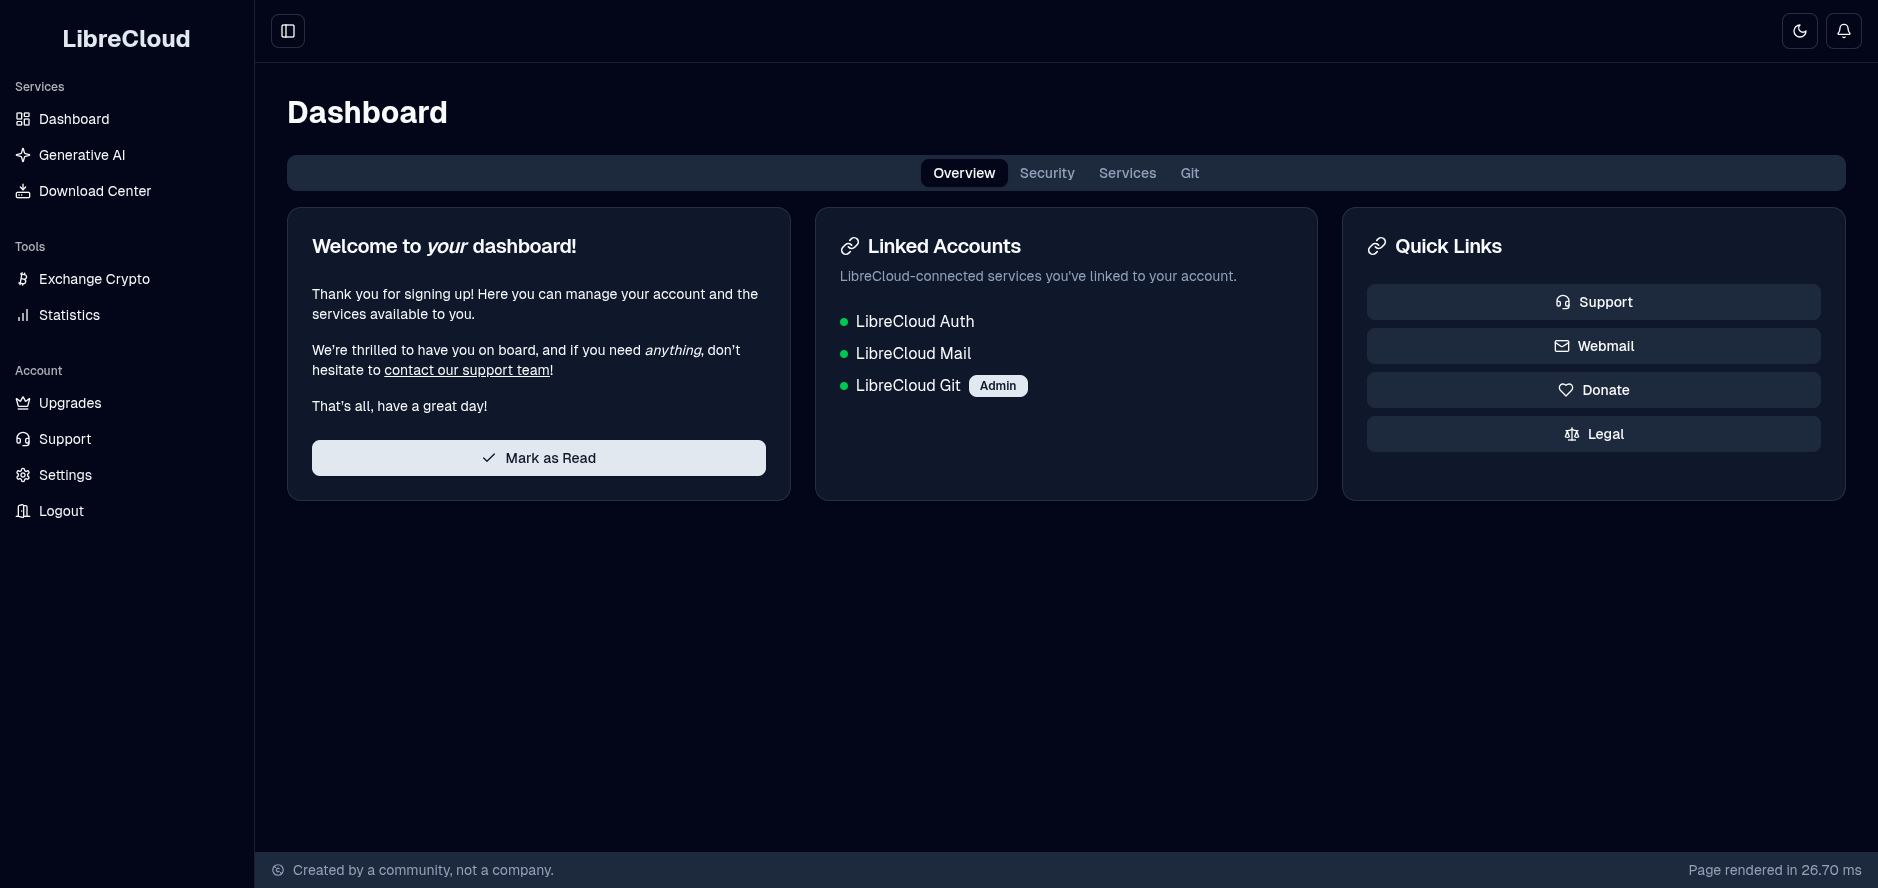 LibreCloud
Services
Dashboard
Generative AI
Download Center
Tools
Exchange Crypto
Statistics
Account
Upgrades
Support
Settings
Logout
Dashboard
Overview
Security
Services
Git
Welcome to your dashboard!
Thank you for signing up! Here you can manage your account and the
services available to you.
We're thrilled to have you on board, and if you need anything, don't
hesitate to contact our support team!
That's all, have a great day!
Mark as Read
Linked Accounts
LibreCloud-connected services you've linked to your account.
LibreCloud Auth
LibreCloud Mail
LibreCloud Git Admin
Quick Links
Support
Webmail
Donate
Legal
Created by a community, not a company.
Page rendered in 26.70 ms